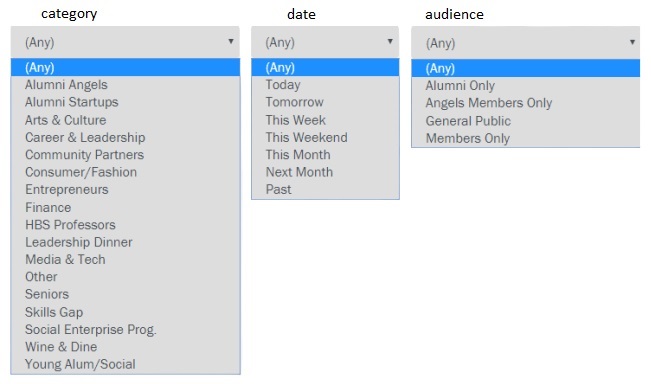 category
(Any)
(Any)
Alumni Angels
Alumni Startups
Arts & Culture
Career & Leadership
Community Partners
Consumer/Fashion
Entrepreneurs
Finance
HBS Professors
Leadership Dinner
Media & Tech
Other
Seniors
Skills Gap
Social Enterprise Prog.
Wine & Dine
Young Alum/Social
date
(Any)
(Any)
Today
Tomorrow
This Week
This Weekend
This Month
Next Month
Past
audience
(Any)
(Any)
Alumni Only
Angels Members Only
General Public
Members Only